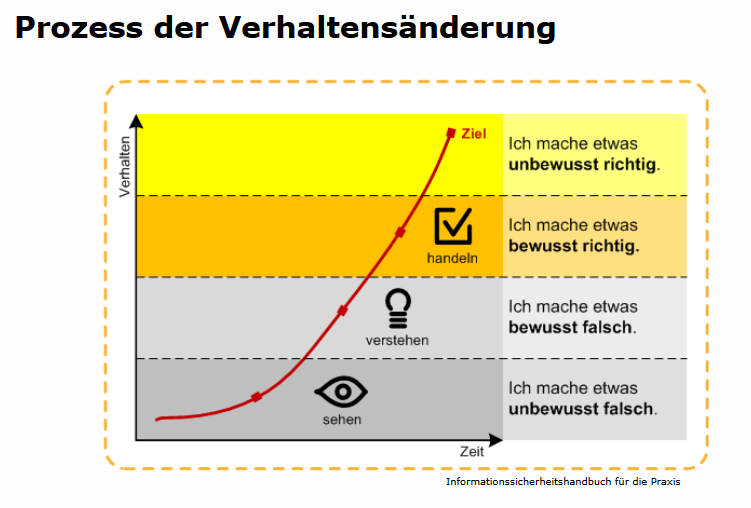 Prozess der Verhaltensänderung
Verhalten
Ziel
Ich mache etwas
unbewusst richtig.
handeln
Ich mache etwas
bewusst richtig.
verstehen
Ich mache etwas
bewusst falsch.
sehen
Ich mache etwas
unbewusst falsch.
Zeit
Informationssicherheitshandbuch für die Praxis